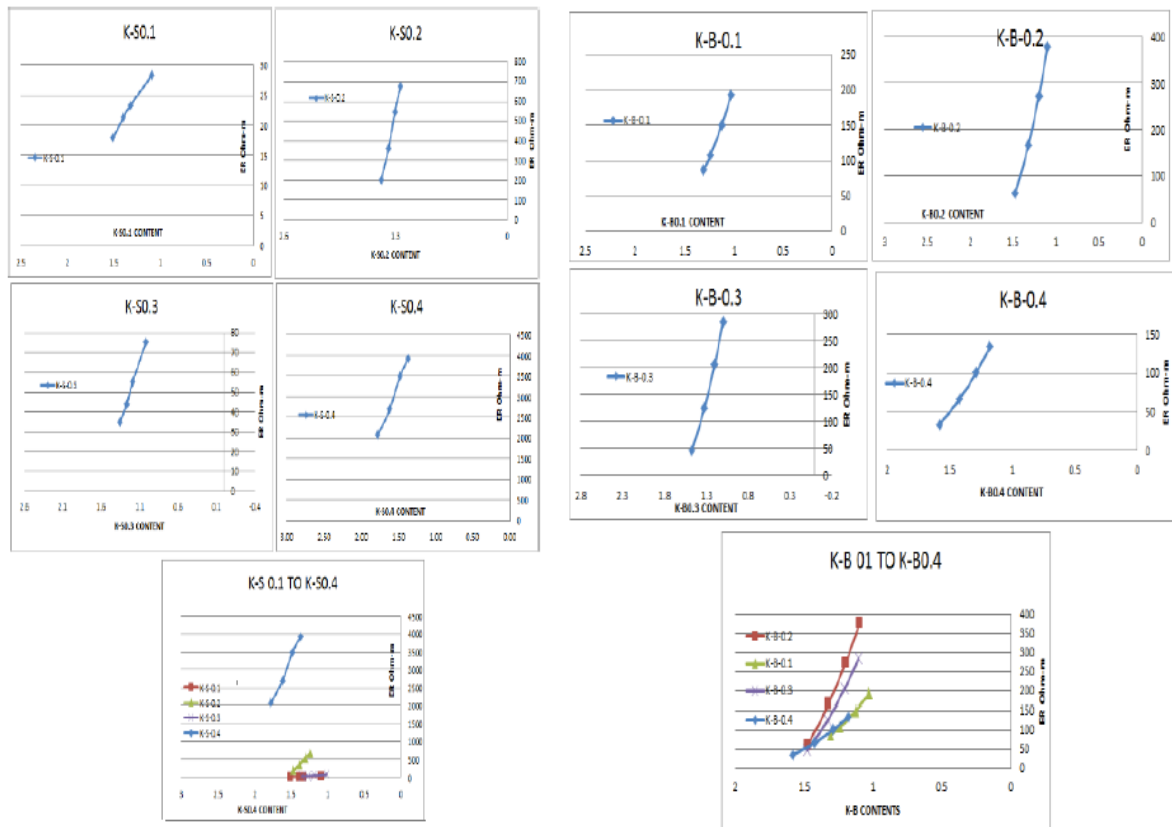 K-S0.1
30
25
20
15
10
5
0
ER Ohm-m
K-S-0.1
K-S0.1 CONTENT
2.5 2 1.5 1 0.5 0
K-S0.2
800
700
600
500
400
300
200
100
0
ER Ohm-m
K-S-0.2
2.6 1.3 0
K-S0.2 CONTENT
K-B-0.1
250
200
150
100
50
0
ER Ohm-m
K-B-0.1
K-B0.1 CONTENT
2.5 2 1.5 1 0.5 0
K-B-0.2
400
300
200
100
0
ER Ohm-m
K-B-0.2
K-B0.2 CONTENT
3 2.5 2 1.5 1 0.5 0
K-S0.3
80
70
60
50
40
30
20
10
0
ER Ohm-m
2.6 2.1 1.6 1.1 0.6 0.1 -0.4
K-S0.3 CONTENT
K-S0.4
4500
4000
3500
3000
2500
2000
1500
1000
500
0
ER Ohm-m
K-S-0.4
3.00 2.50 2.00 1.50 1.00 0.50 0.00
K-S0.4 CONTENT
K-B-0.3
300
250
200
150
100
50
0
ER Ohm-m
K-B-0.3
2.8 2.3 1.8 1.3 0.8 0.3 -0.2
K-B0.3 CONTENT
K-B-0.4
150
100
50
0
ER Ohm-m
K-B-0.4
2 1.5 1 0.5 0
K-B0.4 CONTENT
K-S 0.1 TO K-S0.4
4500
4000
3500
3000
2500
2000
1500
1000
500
0
ER Ohm-m
K-S-0.1
K-S-0.2
K-S-0.3
K-S-0.4
3 2 1 0
K-S0.4 CONTENT
K-B 01 TO K-B0.4
400
350
300
250
200
150
100
50
0
ER Ohm-m
K-B-0.2
K-B-0.1
K-B-0.3
K-B-0.4
2 1.5 1 0.5 0
K-B CONTENTS